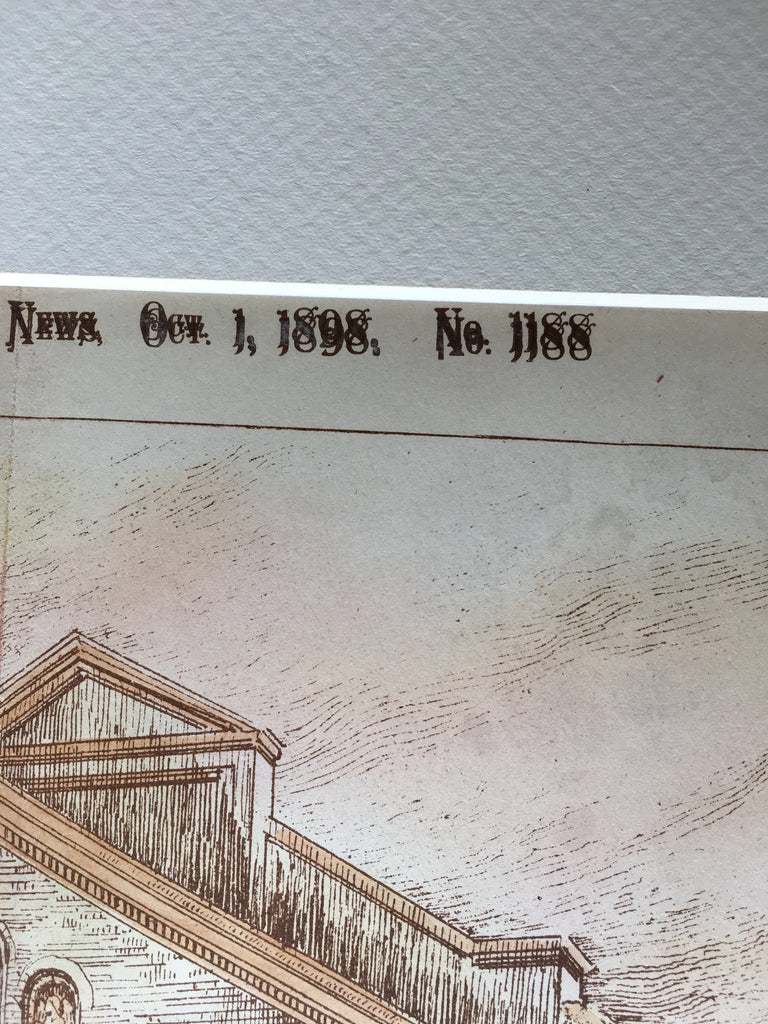 News, Oct. 1, 1898. No. 1188